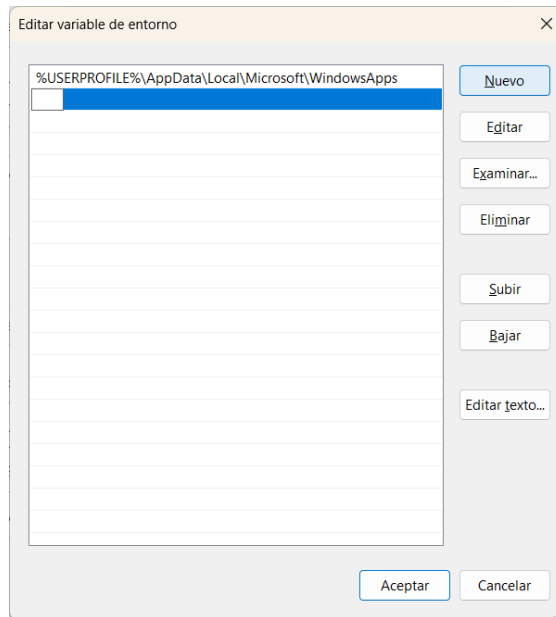 Editar variable de entorno
%USERPROFILE%\AppData\Local\Microsoft\WindowsApps
Nuevo
Editar
Examinar...
Eliminar
Subir
Bajar
Editar texto...
Aceptar
Cancelar